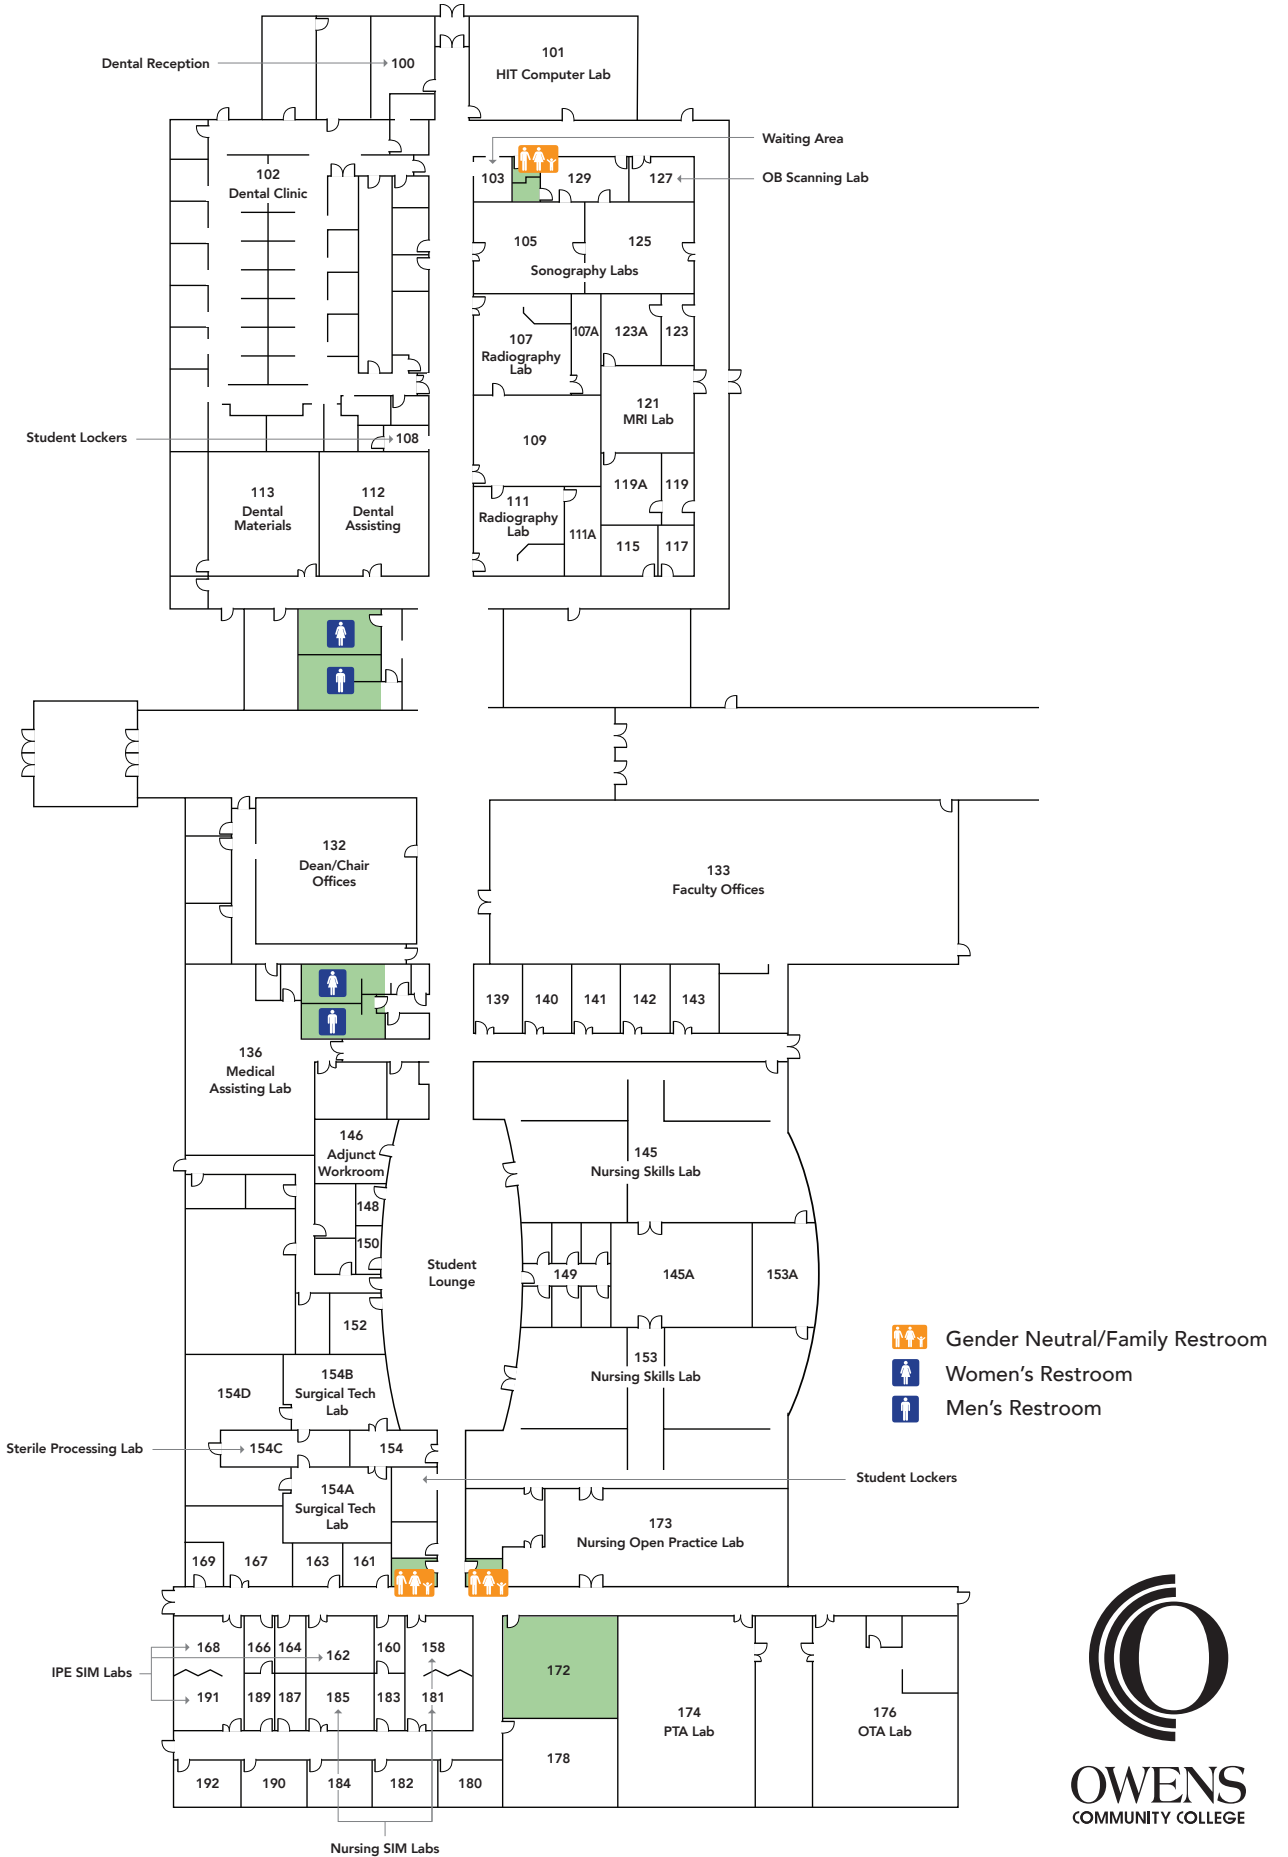 Dental Reception
100
101
HIT Computer Lab
Waiting Area
102
Dental Clinic
103
129
127
OB Scanning Lab
105
125
Sonography Labs
107
Radiography
Lab
107A
123A
123
121
MRI Lab
Student Lockers
108
109
119A
119
113
Dental
Materials
112
Dental
Assisting
111
Radiography
Lab
111A
115
117
132
Dean/Chair
Offices
133
Faculty Offices
139
140
141
142
143
136
Medical
Assisting Lab
146
Adjunct
Workroom
145
Nursing Skills Lab
148
150
Student
Lounge
149
145A
153A
152
153
Nursing Skills Lab
154D
154B
Surgical Tech
Lab
Gender Neutral/Family Restroom
Women's Restroom
Men's Restroom
Sterile Processing Lab
154C
154
Student Lockers
154A
Surgical Tech
Lab
173
Nursing Open Practice Lab
169
167
163
161
168
166
164
162
160
158
IPE SIM Labs
191
189
187
185
183
181
172
174
PTA Lab
176
OTA Lab
178
192
190
184
182
180
Nursing SIM Labs
OWENS
COMMUNITY COLLEGE